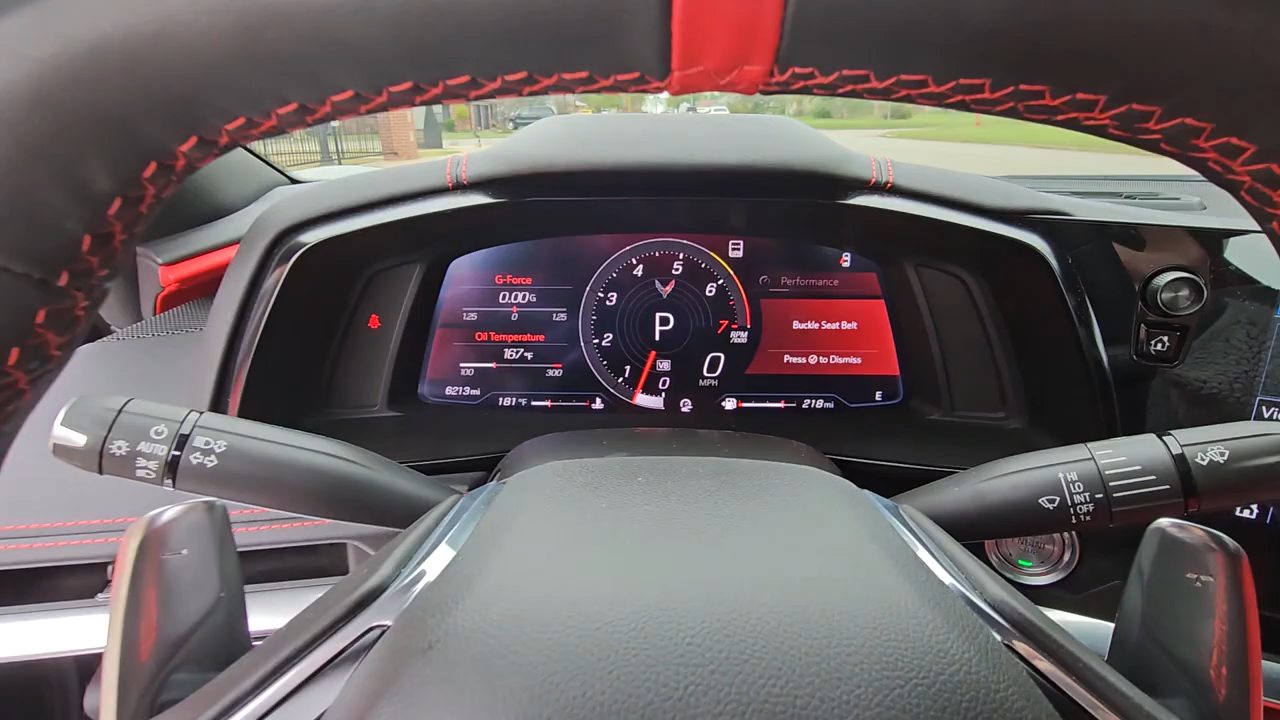 G-Force
0.00G
1.25 0 1.25
Oil Temperature
167°F
100 300
6213mi
181°F
0
1
2
3
4
5
6
7
RPM
/1000
P
V8
0
MPH
Performance
Buckle Seat Belt
Press ⊘ to Dismiss
218mi
E
AUTO
HI
LO
INT
OFF
1x